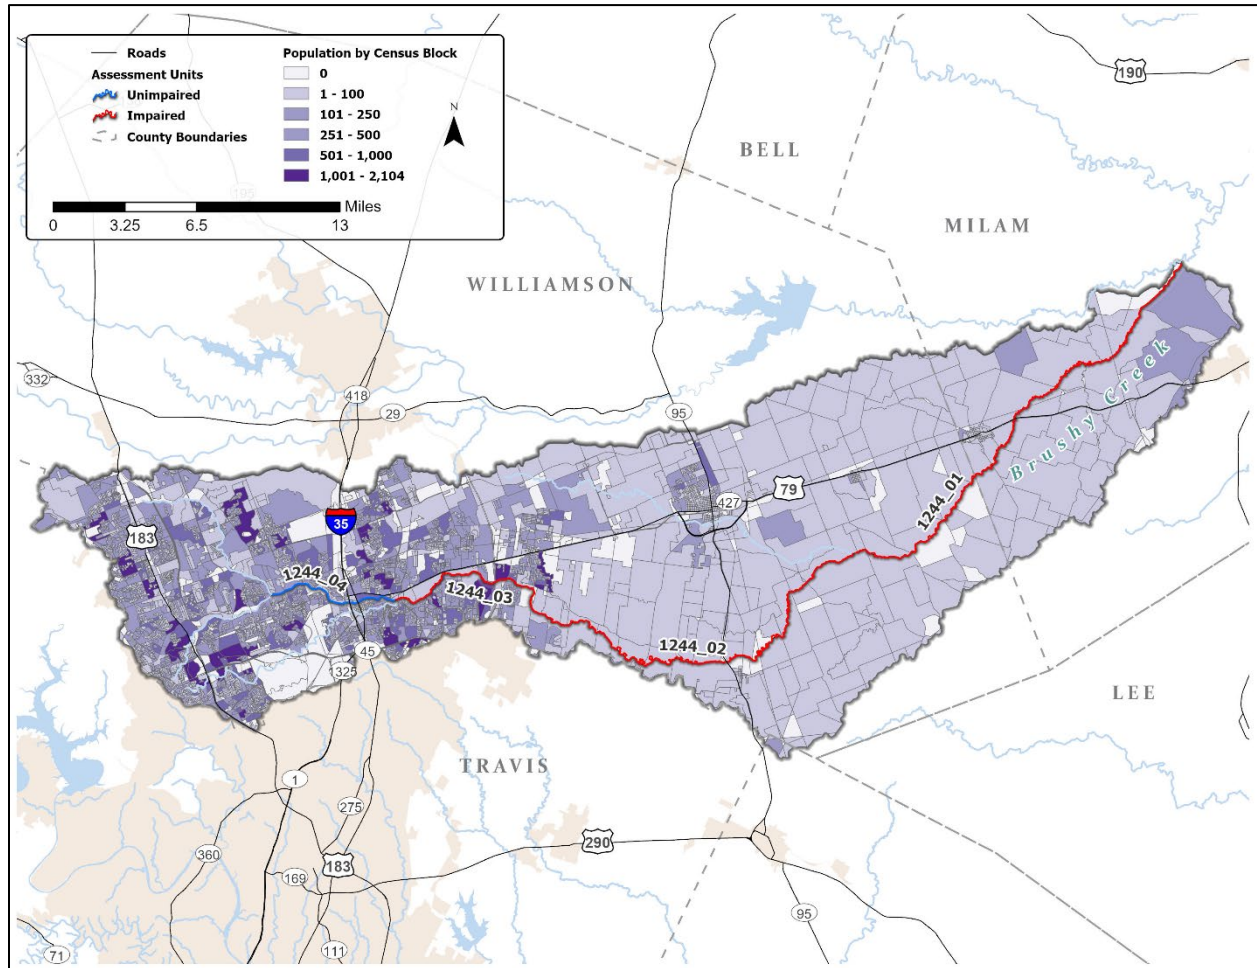 Roads
Assessment Units
Unimpaired
Impaired
County Boundaries
Population by Census Block
0
1 - 100
101 - 250
251 - 500
501 - 1,000
1,001 - 2,104
Miles
0 3.25 6.5 13
N
195
190
BELL
MILAM
WILLIAMSON
332
418
29
95
183
35
427
79
Brushy Creek
1244_01
1244_04
1244_03
1244_02
45
1325
LEE
TRAVIS
1
275
290
360
183
169
95
71
111